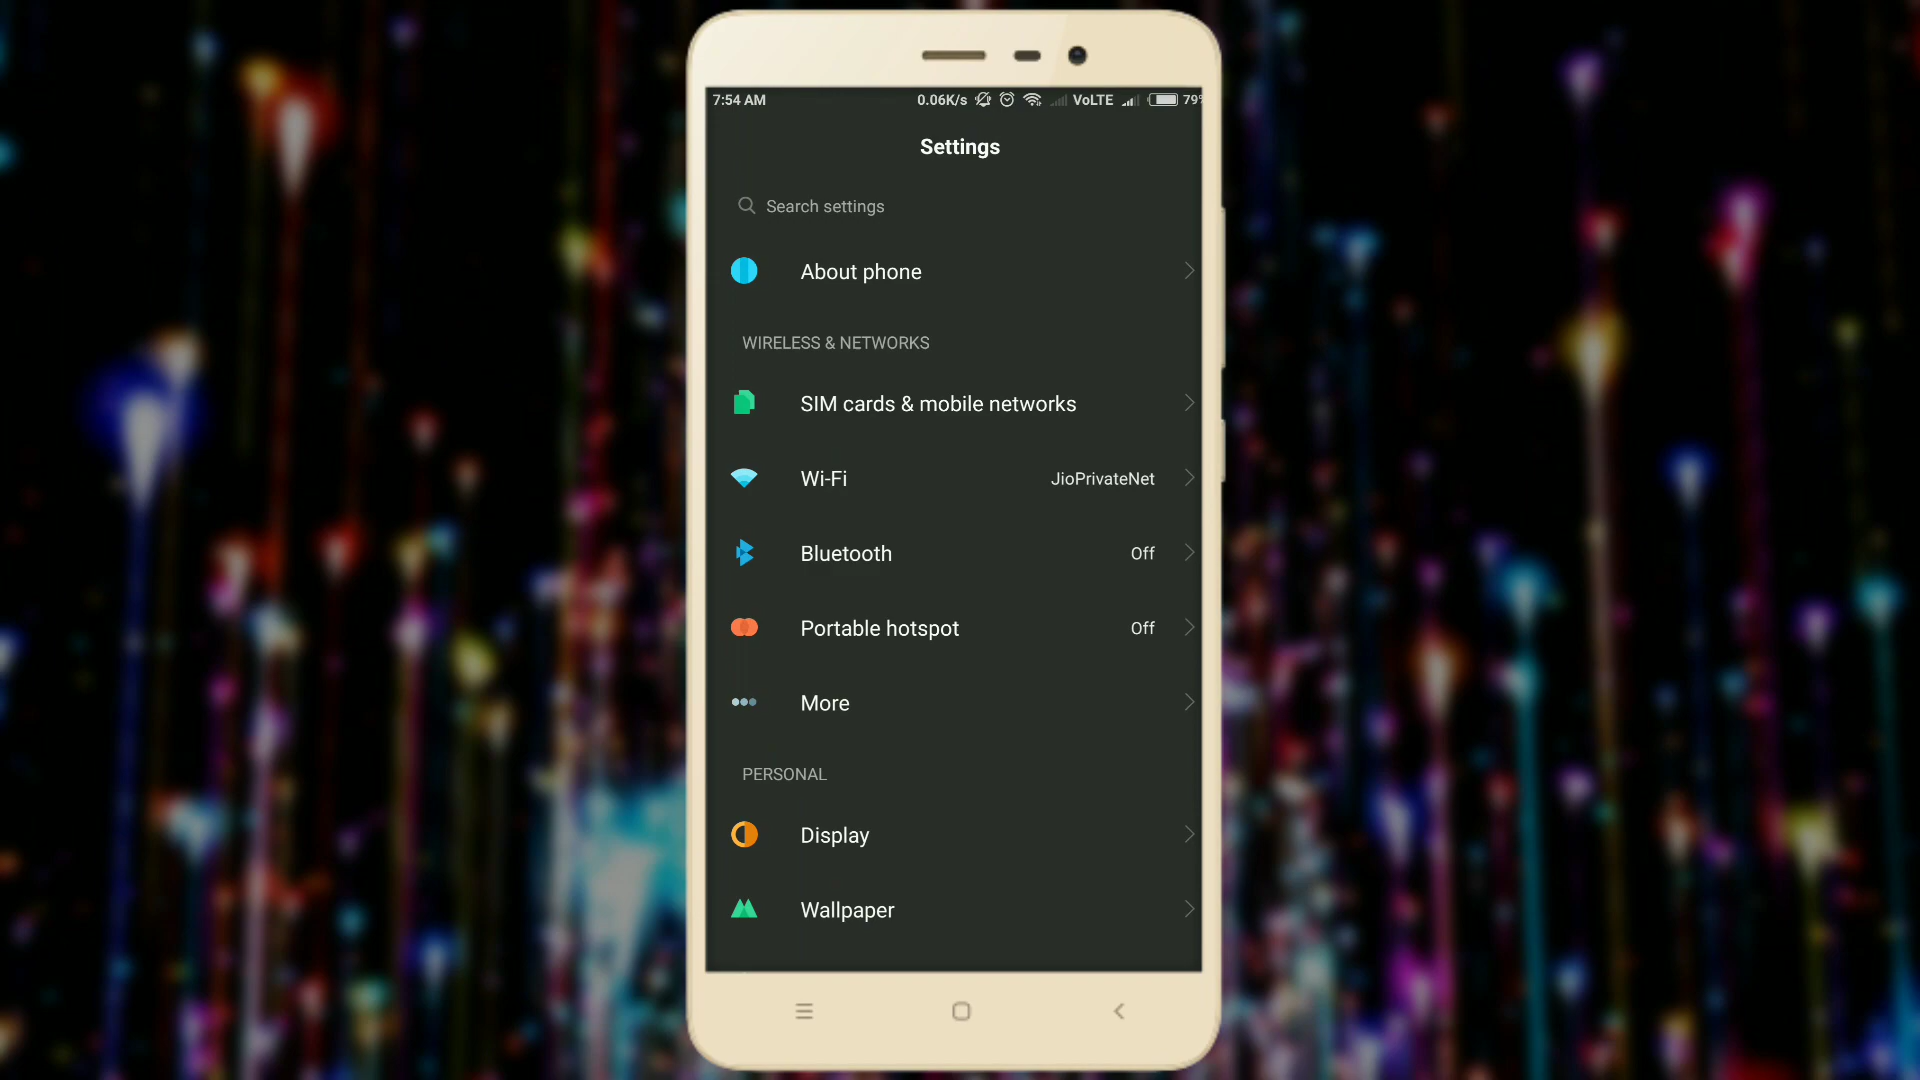 7:54 AM 0.06K/s VoLTE 79%
Settings
Search settings
About phone
WIRELESS & NETWORKS
SIM cards & mobile networks
Wi-Fi JioPrivateNet
Bluetooth Off
Portable hotspot Off
More
PERSONAL
Display
Wallpaper